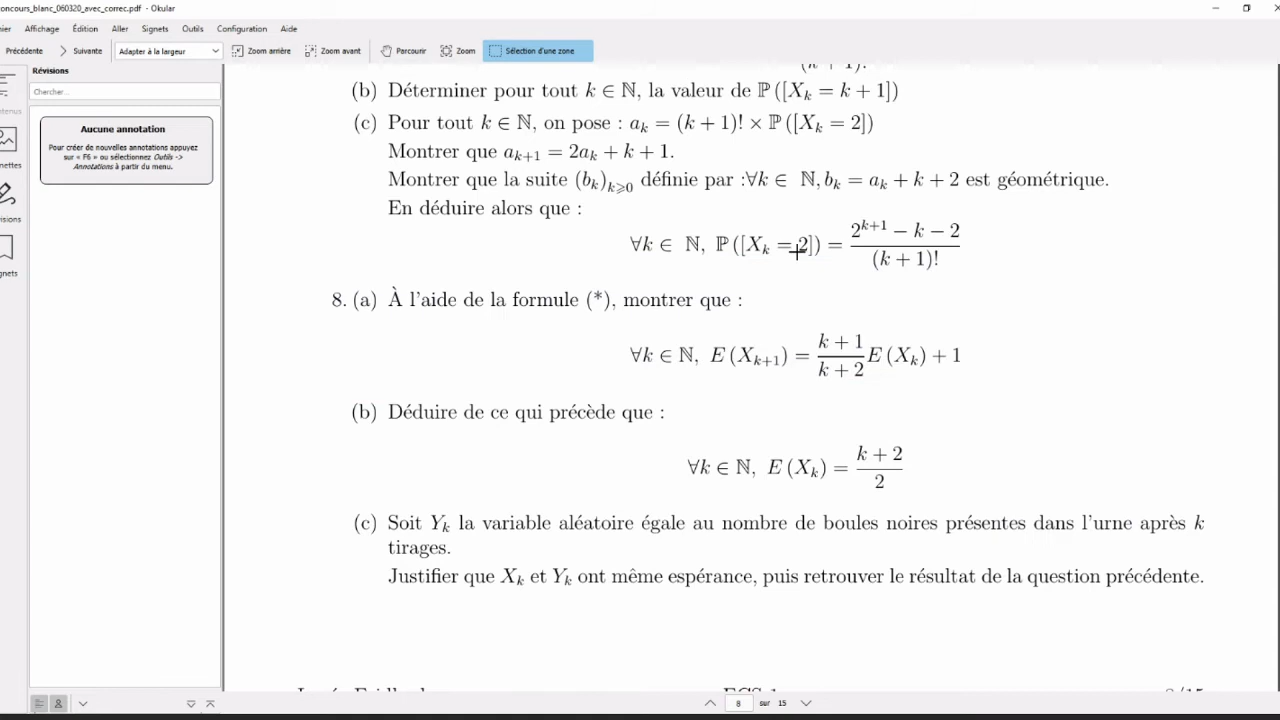 concours_blanc_060320_avec_correc.pdf - Okular
hier Affichage Édition Aller Signets Outils Configuration Aide
Précédente Suivante Adapter à la largeur Zoom arrière Zoom avant Parcourir Zoom Sélection d'une zone
Révisions
Chercher...
Aucune annotation
Pour créer de nouvelles annotations appuyez
sur « F6 » ou sélectionnez Outils ->
Annotations à partir du menu.
(k + 1)!
(b) Déterminer pour tout k ∈ ℕ, la valeur de ℙ([X_k = k + 1])
(c) Pour tout k ∈ ℕ, on pose : a_k = (k + 1)! × ℙ([X_k = 2])
Montrer que a_{k+1} = 2a_k + k + 1.
Montrer que la suite (b_k)_{k⩾0} définie par :∀k ∈ ℕ, b_k = a_k + k + 2 est géométrique.
En déduire alors que :
∀k ∈ ℕ, ℙ([X_k = 2]) = (2^{k+1} − k − 2)/(k + 1)!
8. (a) À l'aide de la formule (*), montrer que :
∀k ∈ ℕ, E(X_{k+1}) = (k + 1)/(k + 2) E(X_k) + 1
(b) Déduire de ce qui précède que :
∀k ∈ ℕ, E(X_k) = (k + 2)/2
(c) Soit Y_k la variable aléatoire égale au nombre de boules noires présentes dans l'urne après k
tirages.
Justifier que X_k et Y_k ont même espérance, puis retrouver le résultat de la question précédente.
8 sur 15